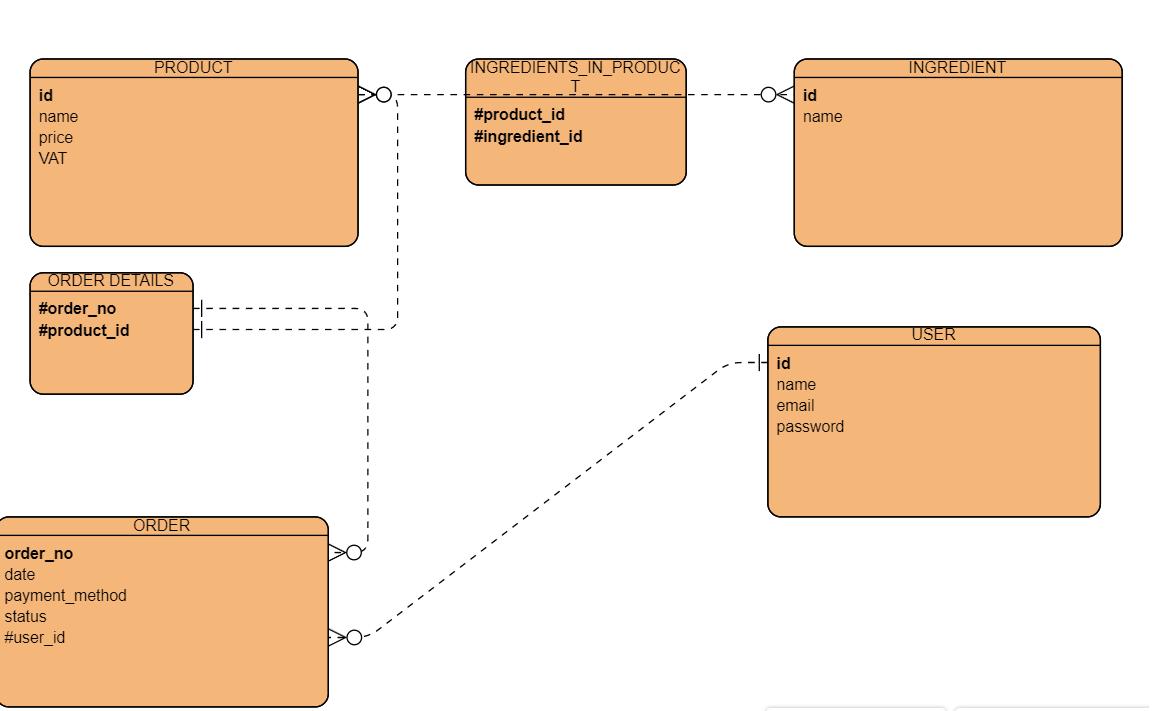 PRODUCT
id
name
price
VAT
INGREDIENTS_IN_PRODUC
T
#product_id
#ingredient_id
INGREDIENT
id
name
ORDER DETAILS
#order_no
#product_id
USER
id
name
email
password
ORDER
order_no
date
payment_method
status
#user_id